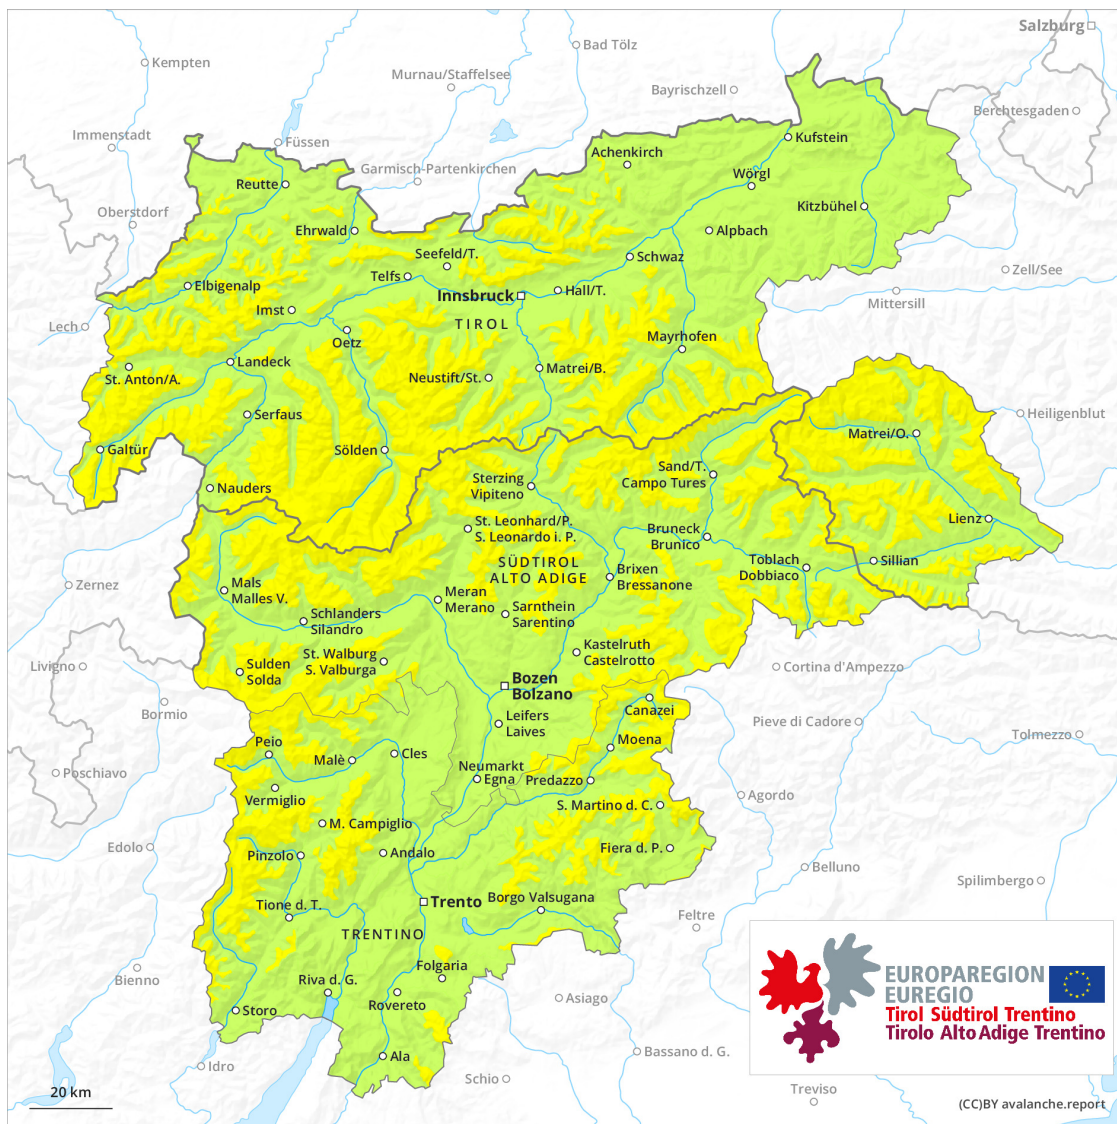 Salzburg
Bad Tölz
Kempten
Murnau/Staffelsee
Bayrischzell
Berchtesgaden
Immenstadt
Füssen
Kufstein
Achenkirch
Garmisch-Partenkirchen
Wörgl
Reutte
Kitzbühel
Oberstdorf
Ehrwald
Alpbach
Seefeld/T.
Schwaz
Zell/See
Telfs
Elbigenalp
Hall/T.
Innsbruck
Mittersill
Imst
TIROL
Lech
Oetz
Mayrhofen
Landeck
Matrei/B.
St. Anton/A.
Neustift/St.
Serfaus
Heiligenblut
Matrei/O.
Galtür
Sölden
Sand/T.
Campo Tures
Sterzing
Vipiteno
Nauders
Lienz
St. Leonhard/P.
S. Leonardo i. P.
Bruneck
Brunico
SÜDTIROL
ALTO ADIGE
Toblach
Dobbiaco
Sillian
Brixen
Bressanone
Zernez
Mals
Malles V.
Meran
Merano
Sarnthein
Sarentino
Schlanders
Silandro
Kastelruth
Castelrotto
St. Walburg
S. Valburga
Livigno
Sulden
Solda
Cortina d'Ampezzo
Bozen
Bolzano
Canazei
Bormio
Leifers
Laives
Pieve di Cadore
Tolmezzo
Moena
Peio
Cles
Malè
Neumarkt
Egna
Predazzo
Poschiavo
Vermiglio
Agordo
S. Martino d. C.
M. Campiglio
Edolo
Fiera d. P.
Andalo
Pinzolo
Belluno
Spilimbergo
Borgo Valsugana
Trento
Tione d. T.
Feltre
TRENTINO
Folgaria
Bienno
Riva d. G.
Rovereto
Asiago
Storo
Ala
Bassano d. G.
Idro
Schio
Treviso
EUROPAREGION
EUREGIO
Tirol Südtirol Trentino
Tirolo Alto Adige Trentino
20 km
(CC)BY avalanche.report